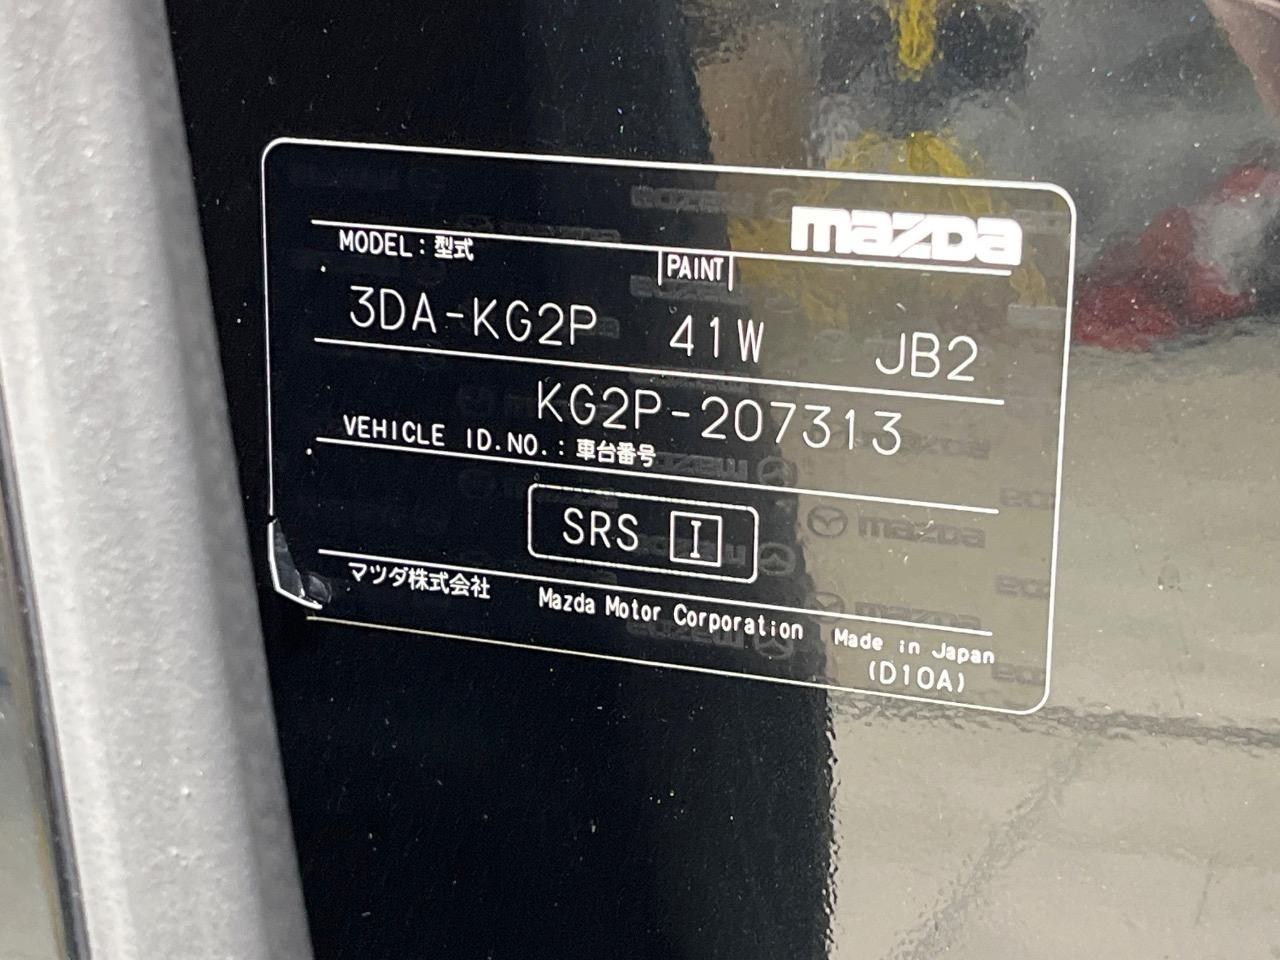 mazda
MODEL：型式
PAINT
3DA-KG2P 41W JB2
KG2P-207313
VEHICLE ID.NO.：車台番号
SRS I
マツダ株式会社 Mazda Motor Corporation Made in Japan
(D10A)